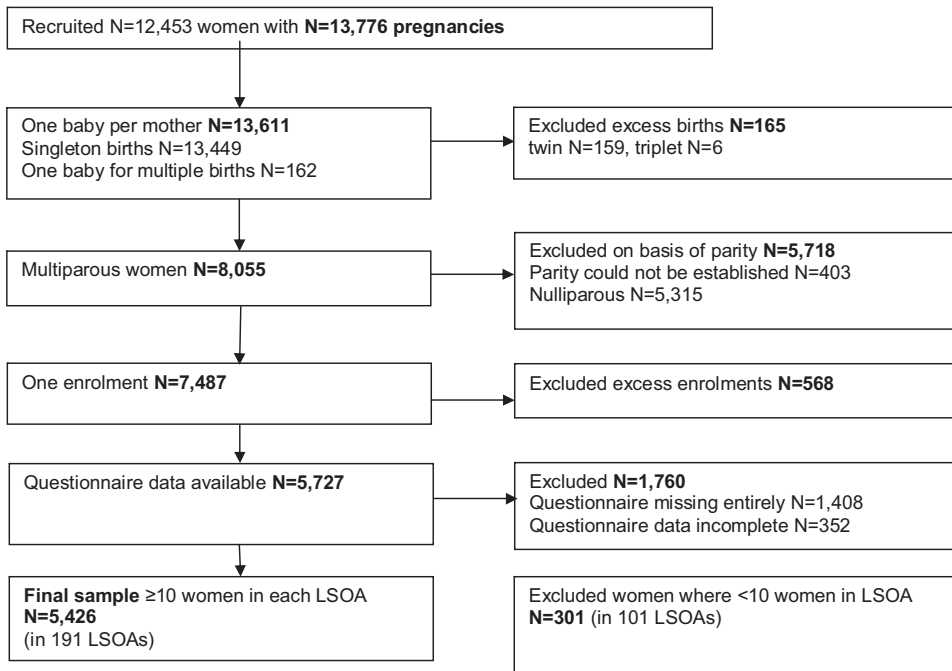 Recruited N=12,453 women with N=13,776 pregnancies
One baby per mother N=13,611
Singleton births N=13,449
One baby for multiple births N=162
Excluded excess births N=165
twin N=159, triplet N=6
Multiparous women N=8,055
Excluded on basis of parity N=5,718
Parity could not be established N=403
Nulliparous N=5,315
One enrolment N=7,487
Excluded excess enrolments N=568
Questionnaire data available N=5,727
Excluded N=1,760
Questionnaire missing entirely N=1,408
Questionnaire data incomplete N=352
Final sample ≥10 women in each LSOA
N=5,426
(in 191 LSOAs)
Excluded women where <10 women in LSOA
N=301 (in 101 LSOAs)